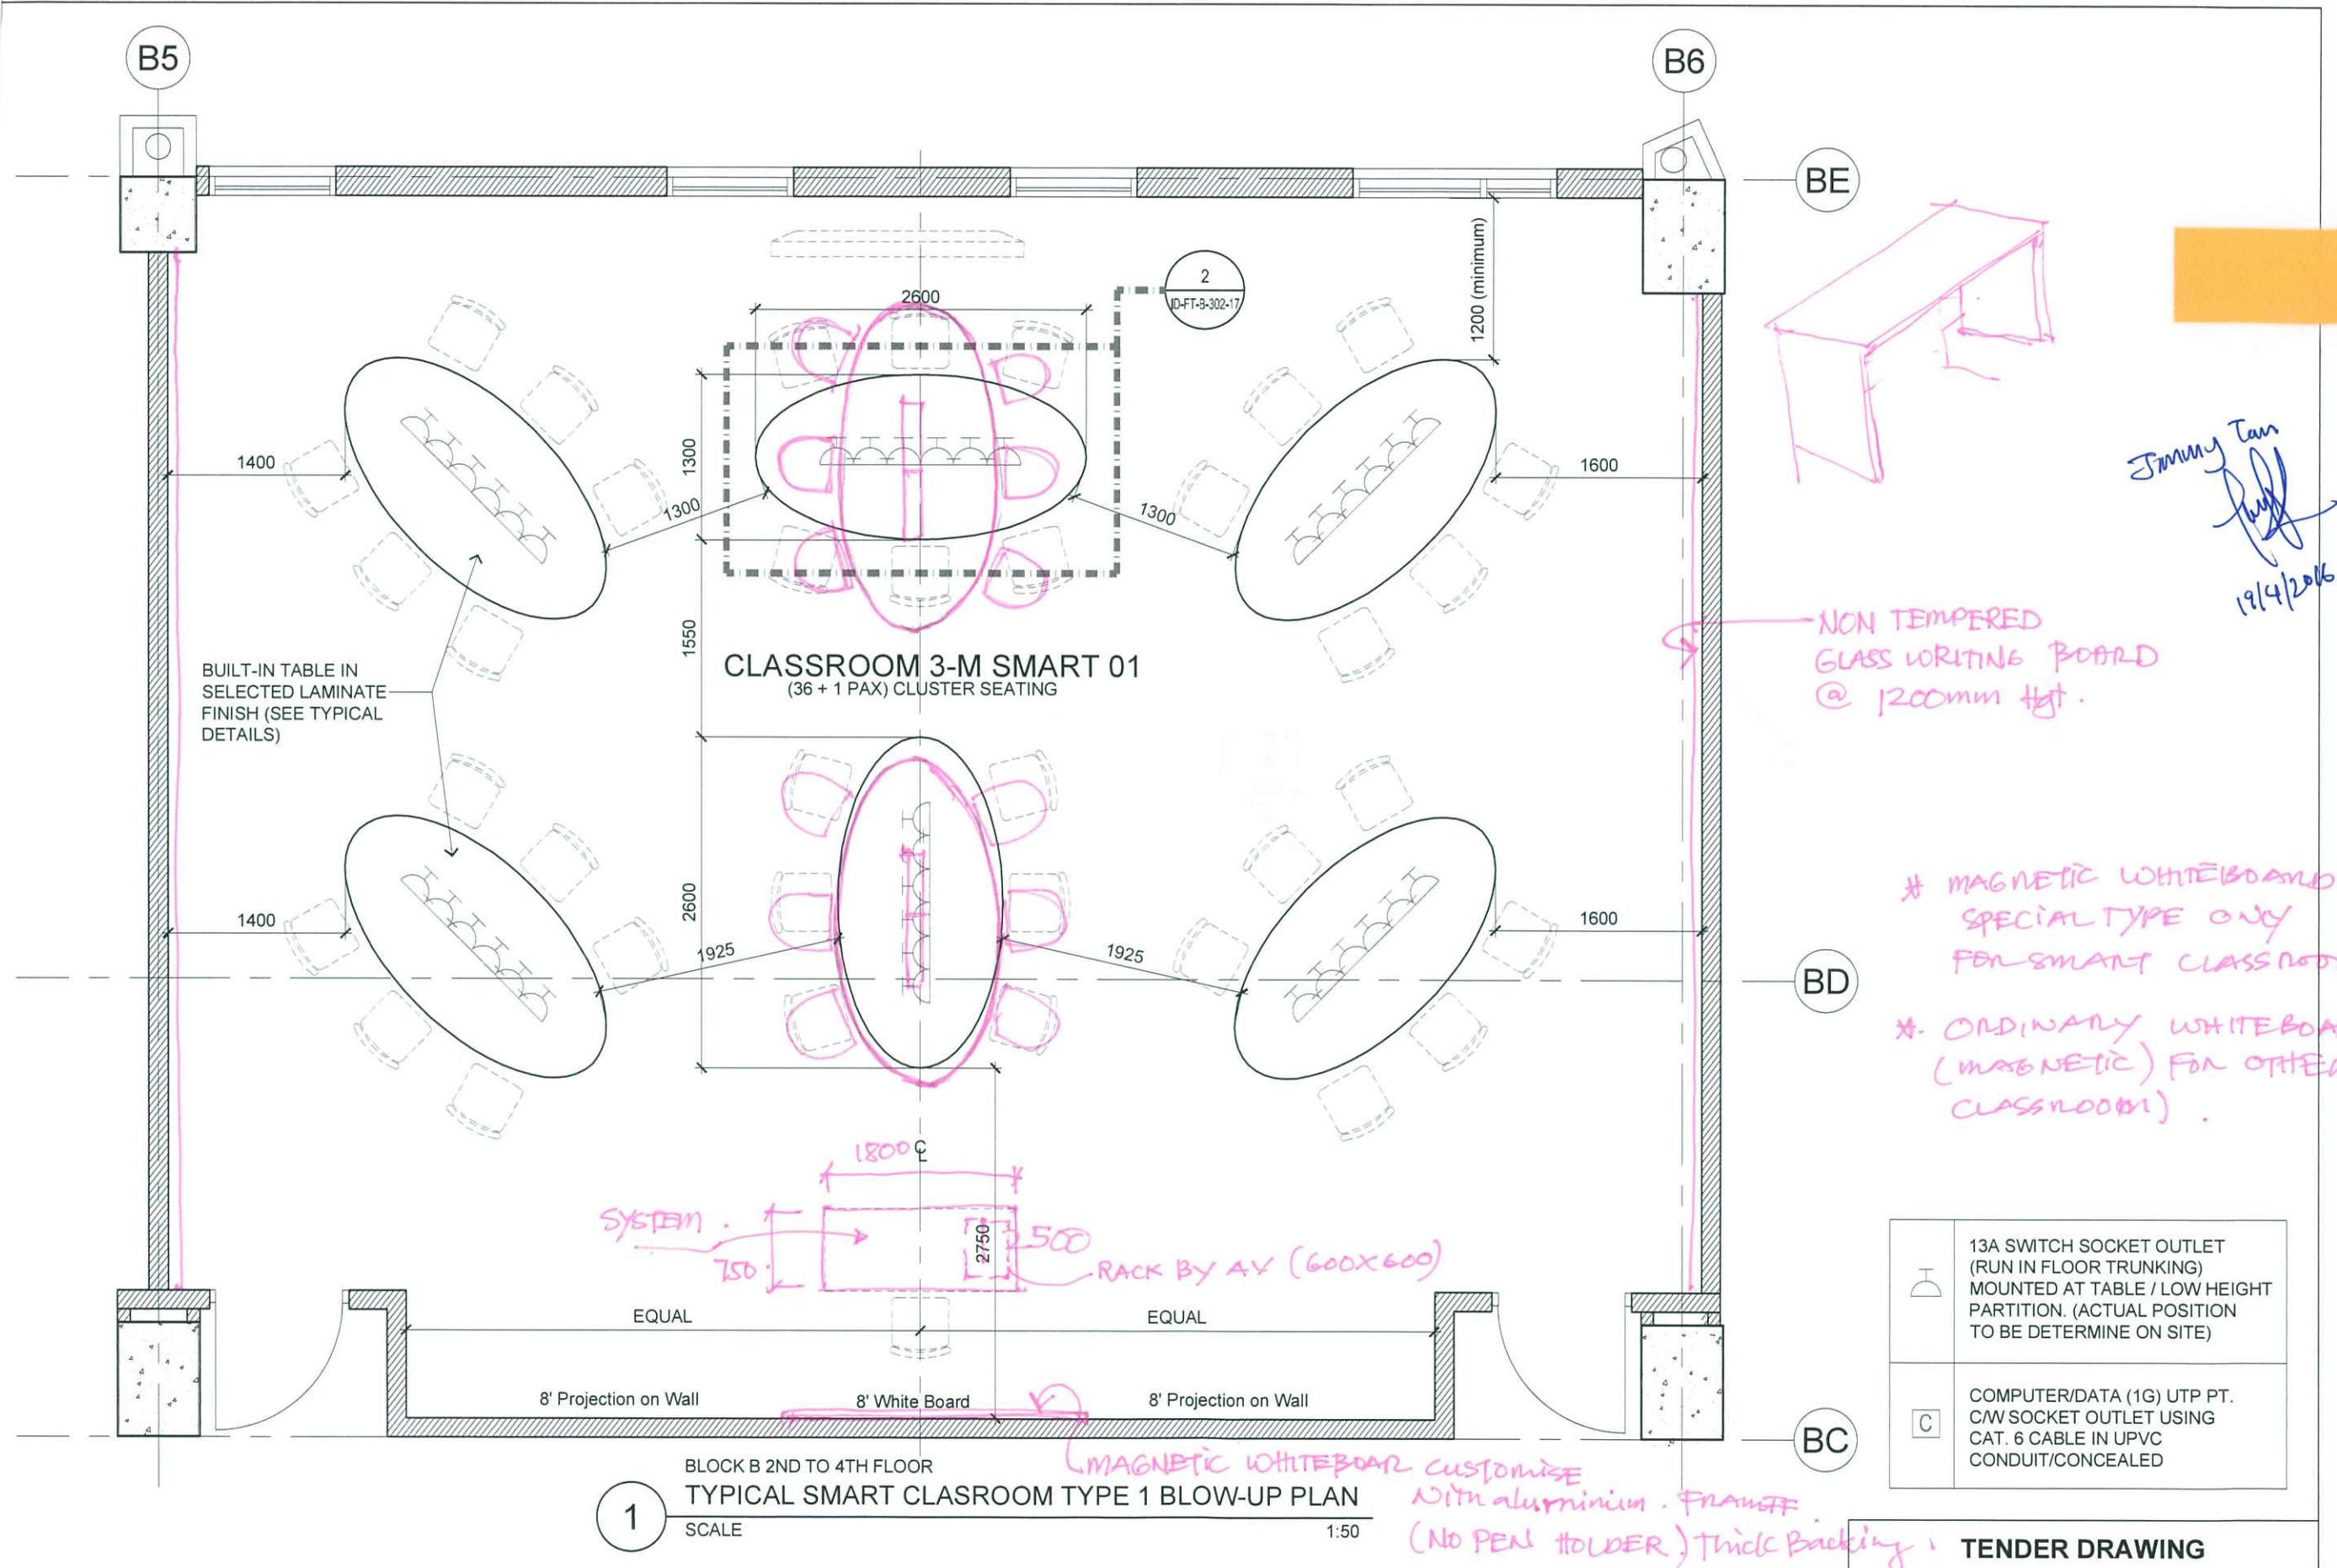 B5
B6
BE
2
ID-FT-B-302-17
2600
1200 (minimum)
1400
1300
1300
1300
1600
Jimmy Tan
19/4/2016
NON TEMPERED
GLASS WRITING BOARD
@ 1200mm Hgt.
1550
CLASSROOM 3-M SMART 01
(36 + 1 PAX) CLUSTER SEATING
BUILT-IN TABLE IN
SELECTED LAMINATE
FINISH (SEE TYPICAL
DETAILS)
* MAGNETIC WHITEBOARD
SPECIAL TYPE ONLY
FOR SMART CLASSROO
1400
2600
1925
1925
1600
BD
*. ORDINARY WHITEBOA
(MAGNETIC) FOR OTHER
CLASSROOM) .
1800
SYSTEM .
750
2750
500
RACK BY AV (600X600)
EQUAL
EQUAL
8' Projection on Wall
8' White Board
8' Projection on Wall
13A SWITCH SOCKET OUTLET
(RUN IN FLOOR TRUNKING)
MOUNTED AT TABLE / LOW HEIGHT
PARTITION. (ACTUAL POSITION
TO BE DETERMINE ON SITE)
C
COMPUTER/DATA (1G) UTP PT.
C/W SOCKET OUTLET USING
CAT. 6 CABLE IN UPVC
CONDUIT/CONCEALED
BC
MAGNETIC WHITEBOAR CUSTOMISE
With aluminium . FRAME
(NO PEN HOLDER) Thick Backing .
BLOCK B 2ND TO 4TH FLOOR
1
TYPICAL SMART CLASROOM TYPE 1 BLOW-UP PLAN
SCALE
1:50
TENDER DRAWING